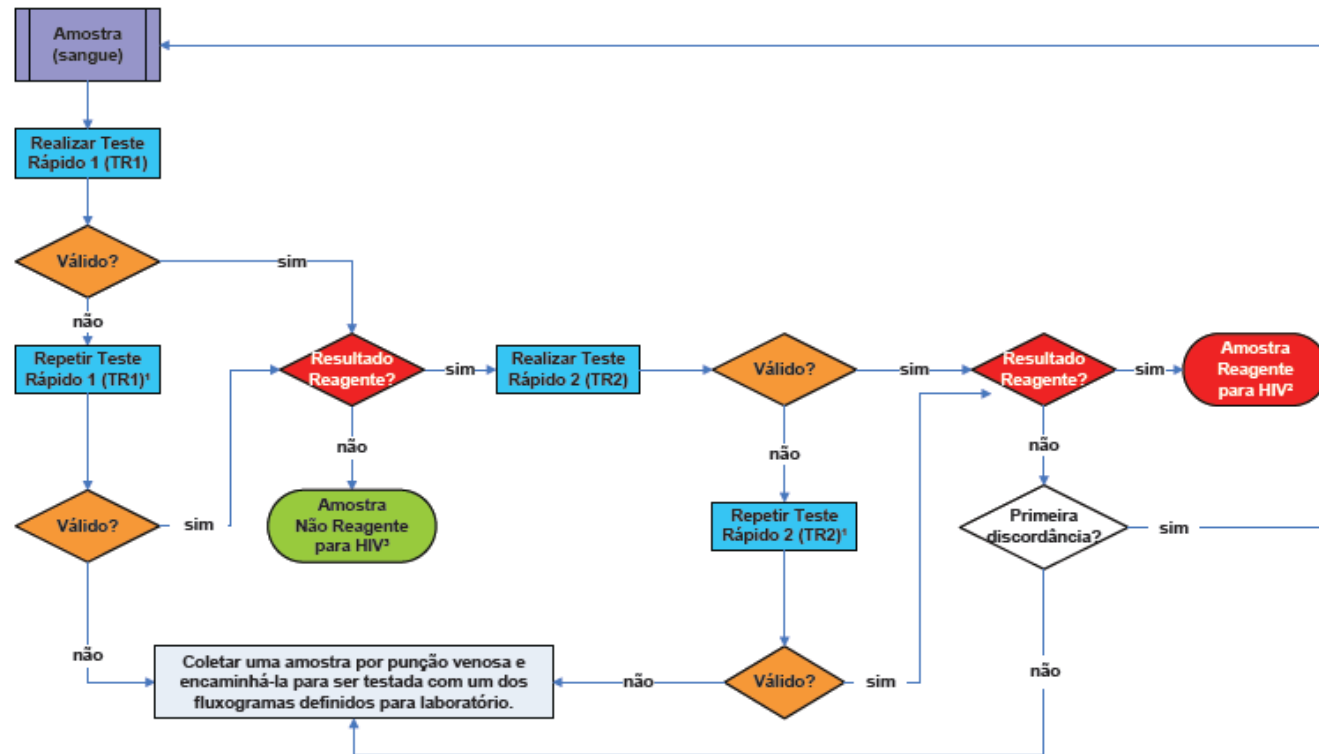 Amostra
(sangue)
Realizar Teste
Rápido 1 (TR1)
Válido?
sim
não
Repetir Teste
Rápido 1 (TR1)¹
Resultado
Reagente?
sim
Realizar Teste
Rápido 2 (TR2)
Válido?
sim
Resultado
Reagente?
sim
Amostra
Reagente
para HIV²
não
não
não
Válido?
sim
Amostra
Não Reagente
para HIV³
Repetir Teste
Rápido 2 (TR2)¹
Primeira
discordância?
sim
não
Coletar uma amostra por punção venosa e
encaminhá-la para ser testada com um dos
fluxogramas definidos para laboratório.
não
Válido?
sim
não